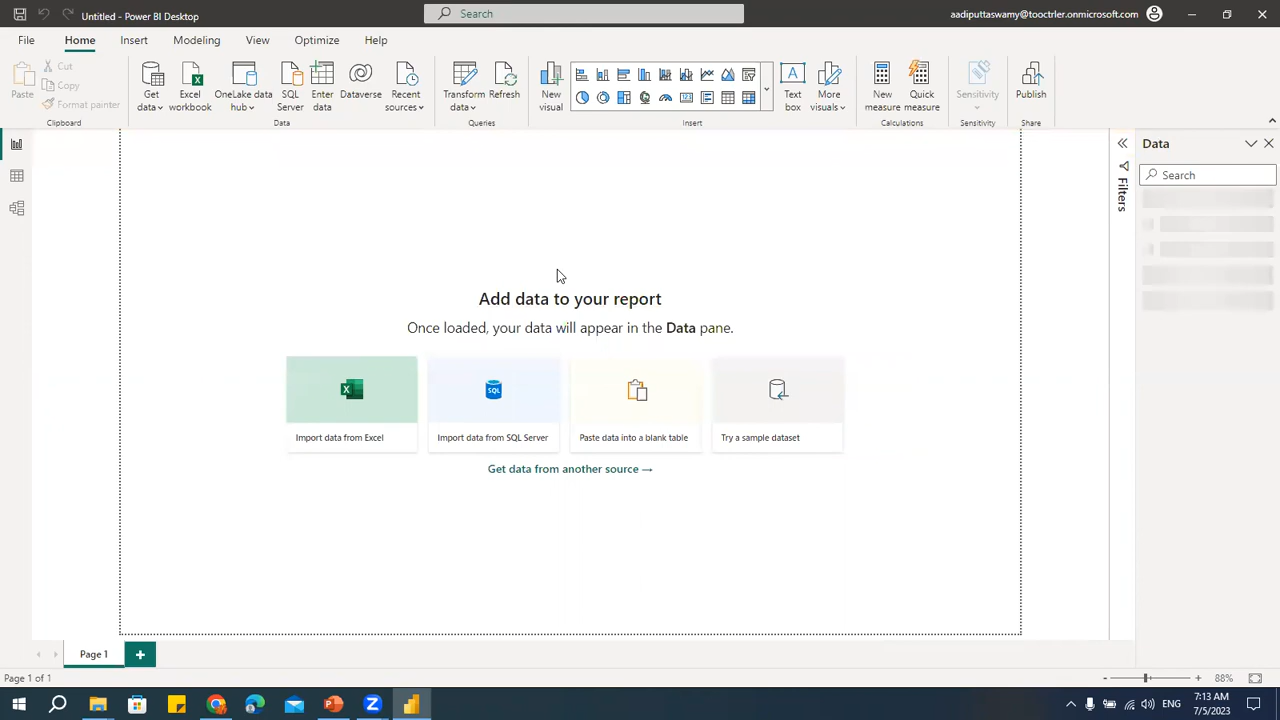 Untitled - Power BI Desktop
Search
aadiputtaswamy@tooctrler.onmicrosoft.com
File Home Insert Modeling View Optimize Help
Paste
Cut
Copy
Format painter
Clipboard
Get data
Excel workbook
OneLake data hub
SQL Server
Enter data
Dataverse
Recent sources
Data
Transform data
Refresh
Queries
New visual
Text box
More visuals
Insert
New measure
Quick measure
Calculations
Sensitivity
Sensitivity
Publish
Share
Filters
Data
Search
Add data to your report
Once loaded, your data will appear in the Data pane.
X
SQL
Import data from Excel
Import data from SQL Server
Paste data into a blank table
Try a sample dataset
Get data from another source →
Page 1
Page 1 of 1
88%
ENG
7:13 AM
7/5/2023